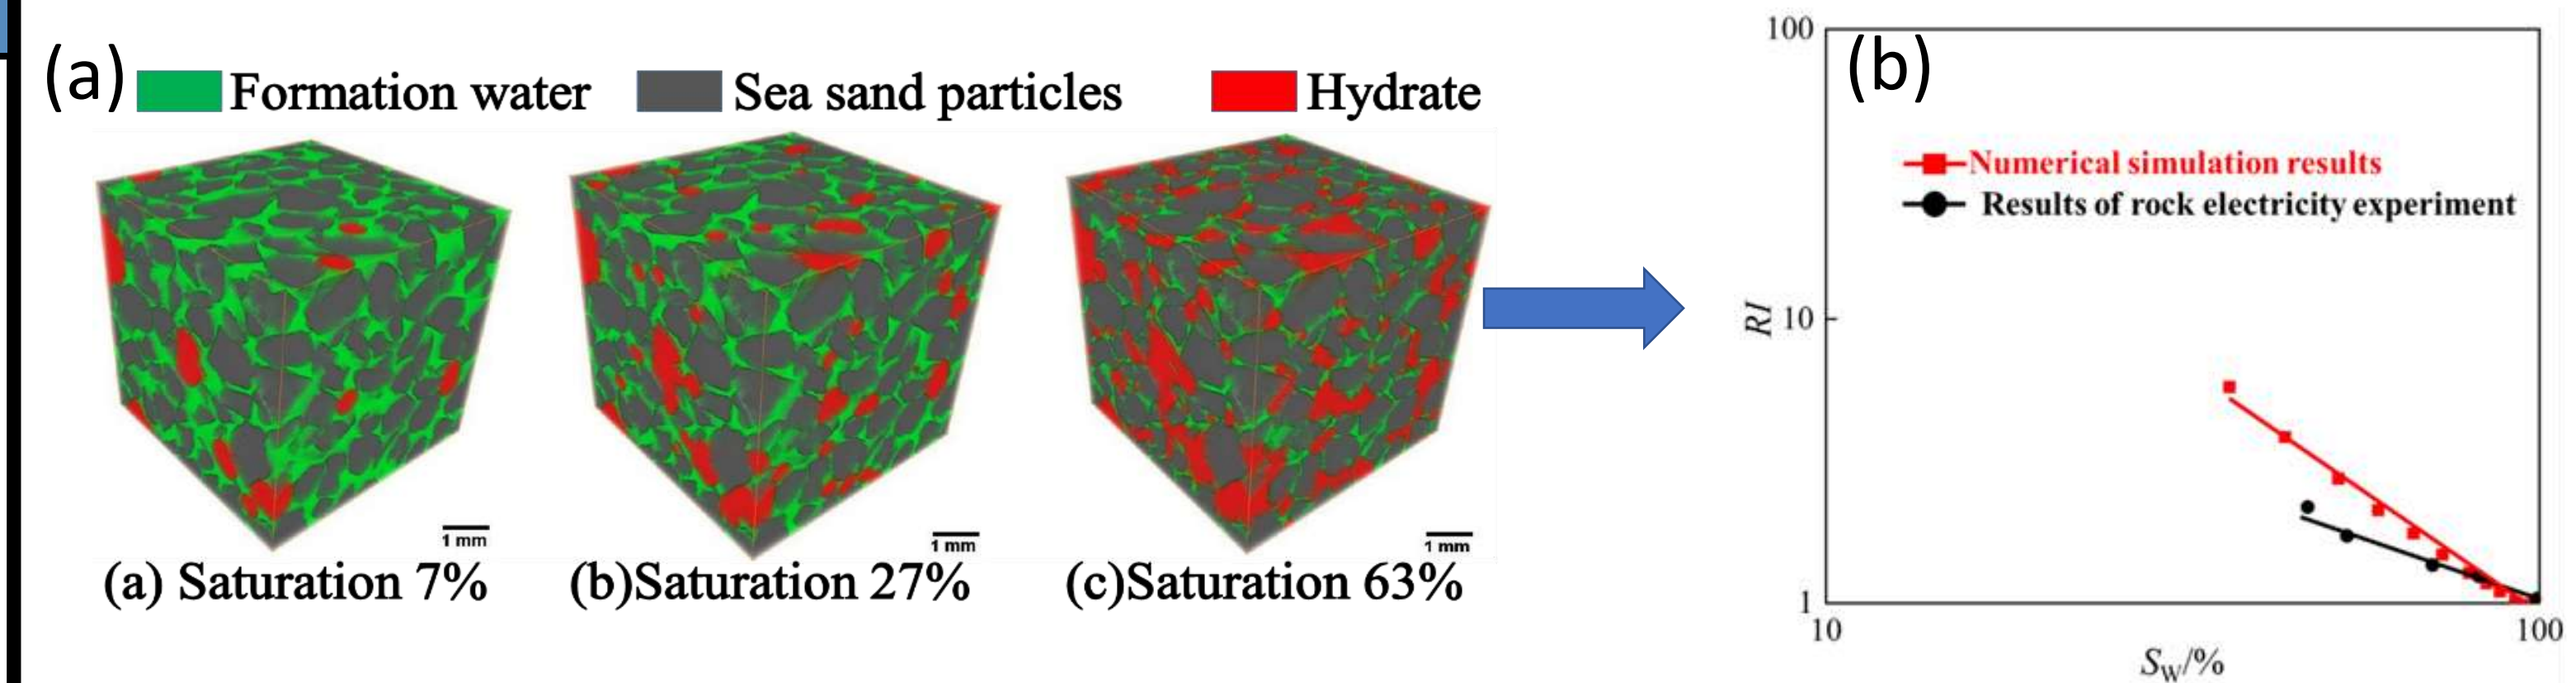 (a) Formation water Sea sand particles Hydrate
1 mm 1 mm 1 mm
(a) Saturation 7% (b)Saturation 27% (c)Saturation 63%
(b)
100
Numerical simulation results
Results of rock electricity experiment
RI 10
1
10 100
SW/%